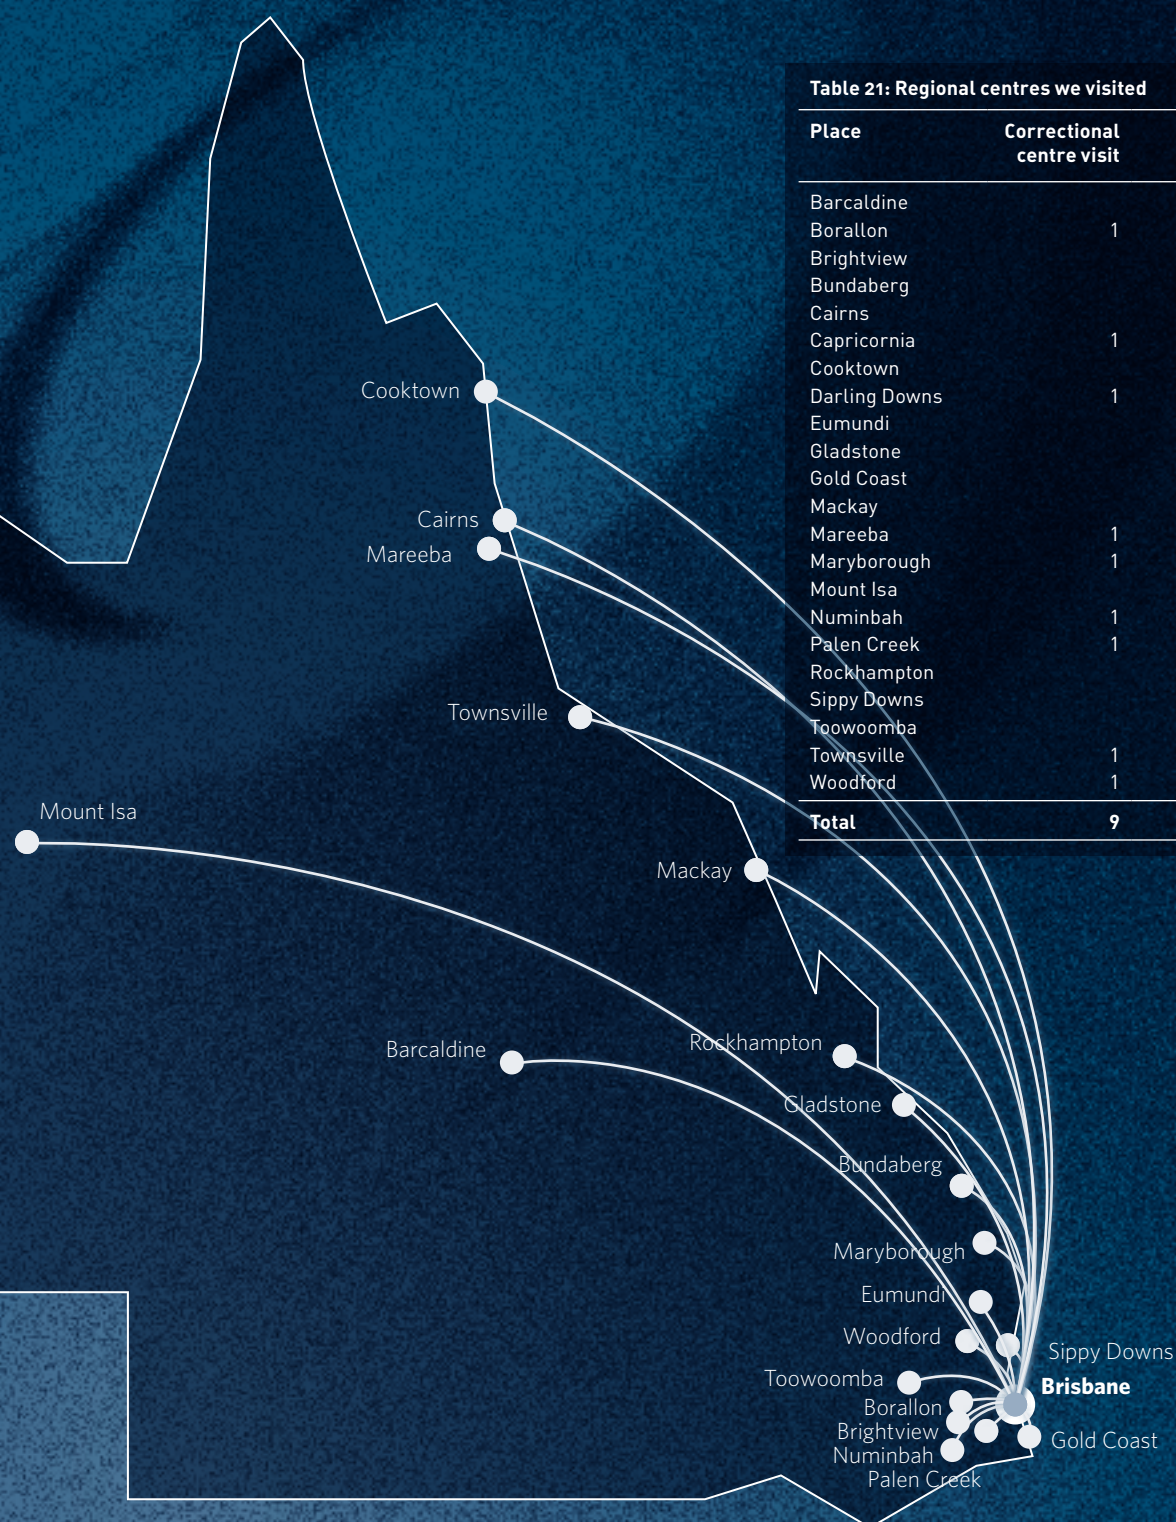 Table 21: Regional centres we visited
Place Correctional
centre visit
Barcaldine
Borallon 1
Brightview
Bundaberg
Cairns
Capricornia 1
Cooktown
Darling Downs 1
Eumundi
Gladstone
Gold Coast
Mackay
Mareeba 1
Maryborough 1
Mount Isa
Numinbah 1
Palen Creek 1
Rockhampton
Sippy Downs
Toowoomba
Townsville 1
Woodford 1
Total 9
Cooktown
Cairns
Mareeba
Townsville
Mount Isa
Mackay
Rockhampton
Barcaldine
Gladstone
Bundaberg
Maryborough
Eumundi
Woodford
Sippy Downs
Toowoomba
Brisbane
Borallon
Brightview
Gold Coast
Numinbah
Palen Creek